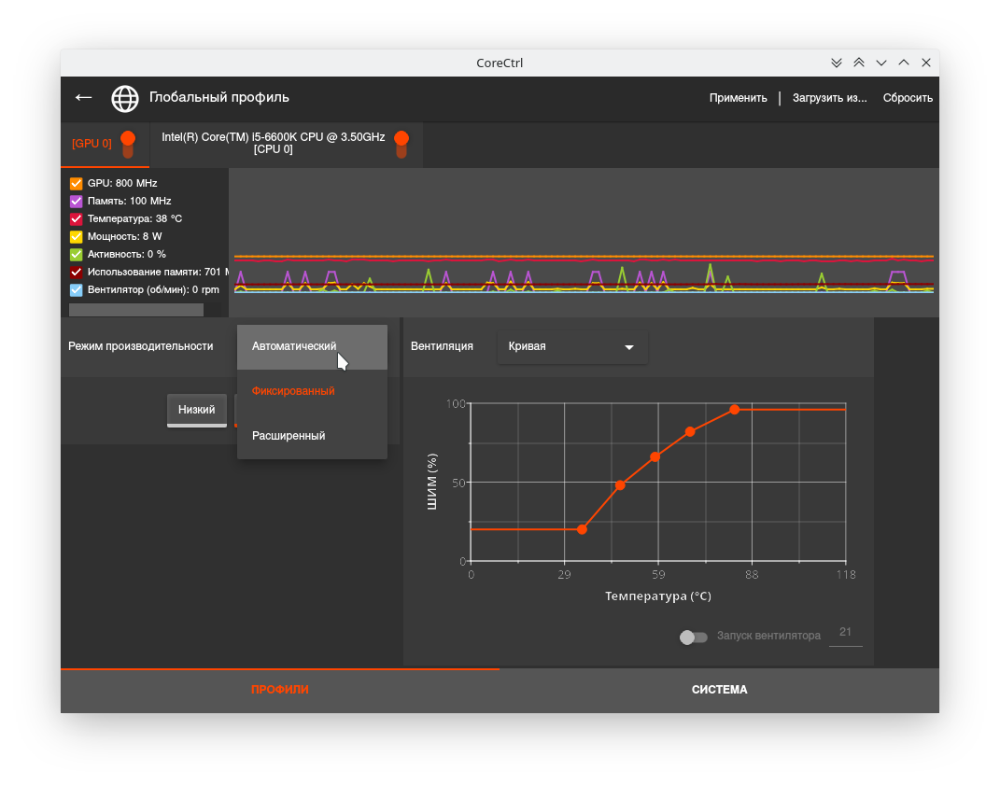 CoreCtrl
Глобальный профиль
Применить | Загрузить из... Сбросить
[GPU 0]
Intel(R) Core(TM) i5-6600K CPU @ 3.50GHz
[CPU 0]
GPU: 800 MHz
Память: 100 MHz
Температура: 38 °C
Мощность: 8 W
Активность: 0 %
Использование памяти: 701
Вентилятор (об/мин): 0 rpm
Режим производительности
Автоматический
Фиксированный
Расширенный
Низкий
Вентиляция
Кривая
100
50
0
ШИМ (%)
0 29 59 88 118
Температура (°C)
Запуск вентилятора 21
ПРОФИЛИ
СИСТЕМА